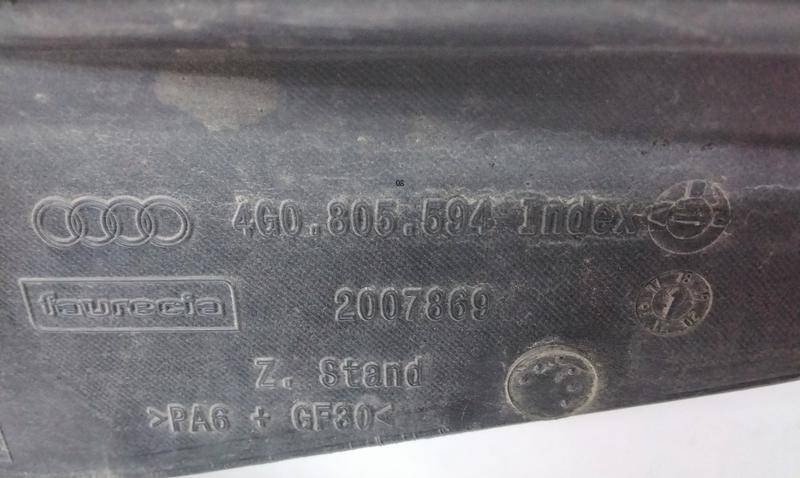 4G0.805.594 Index
faurecia
2007869
Z. Stand
>PA6 + GF30<